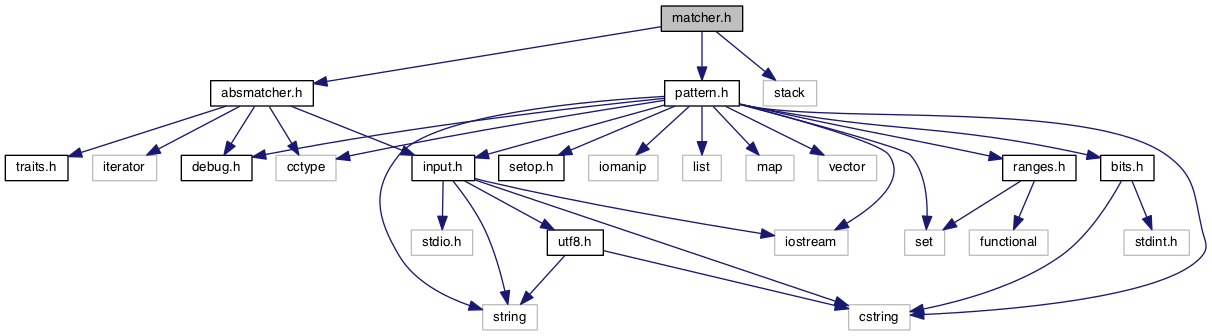 matcher.h
absmatcher.h
pattern.h
stack
traits.h
iterator
debug.h
cctype
input.h
setop.h
iomanip
list
map
vector
ranges.h
bits.h
stdio.h
utf8.h
iostream
set
functional
stdint.h
string
cstring